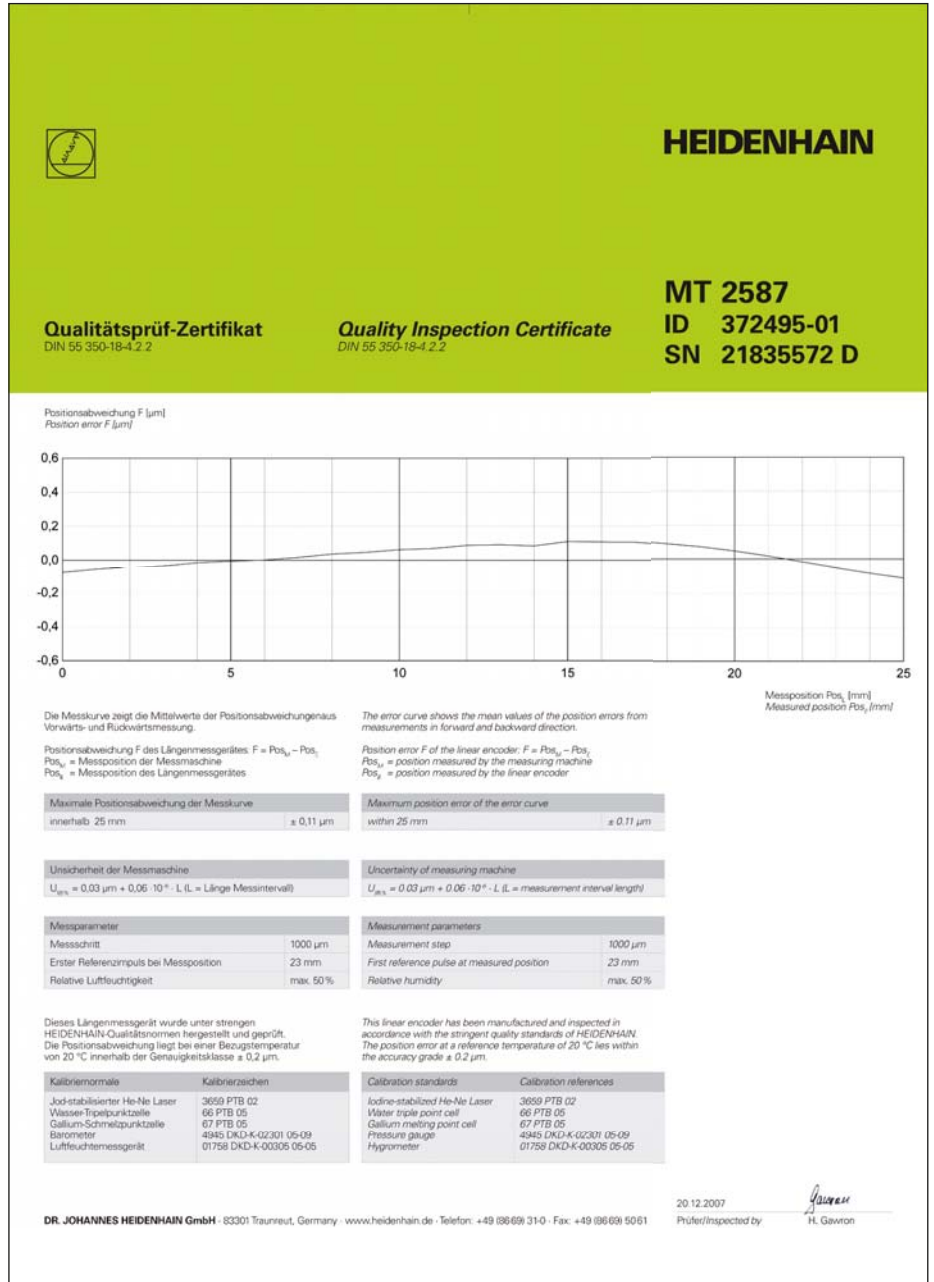 HEIDENHAIN
MT 2587
ID 372495-01
SN 21835572 D
Qualitätsprüf-Zertifikat
DIN 55 350-18-4.2.2
Quality Inspection Certificate
DIN 55 350-18-4.2.2
Positionsabweichung F [µm]
Position error F [µm]
0,6
0,4
0,2
0,0
-0,2
-0,4
-0,6
0 5 10 15 20 25
Messposition Pos [mm]
Measured position Pos [mm]
Die Messkurve zeigt die Mittelwerte der Positionsabweichungenaus
Vorwärts- und Rückwärtsmessung.
Positionsabweichung F des Längenmessgerätes: F = Pos_M – Pos
Pos_M = Messposition der Messmaschine
Pos = Messposition des Längenmessgerätes
The error curve shows the mean values of the position errors from
measurements in forward and backward direction.
Position error F of the linear encoder: F = Pos_M – Pos
Pos_M = position measured by the measuring machine
Pos = position measured by the linear encoder
Maximale Positionsabweichung der Messkurve
innerhalb 25 mm ± 0,11 µm
Maximum position error of the error curve
within 25 mm ± 0.11 µm
Unsicherheit der Messmaschine
U95% = 0,03 µm + 0,06 ·10⁻⁶ · L (L = Länge Messintervall)
Uncertainty of measuring machine
U95% = 0.03 µm + 0.06 ·10⁻⁶ · L (L = measurement interval length)
Messparameter
Messschritt 1000 µm
Erster Referenzimpuls bei Messposition 23 mm
Relative Luftfeuchtigkeit max. 50 %
Measurement parameters
Measurement step 1000 µm
First reference pulse at measured position 23 mm
Relative humidity max. 50 %
Dieses Längenmessgerät wurde unter strengen
HEIDENHAIN-Qualitätsnormen hergestellt und geprüft.
Die Positionsabweichung liegt bei einer Bezugstemperatur
von 20 °C innerhalb der Genauigkeitsklasse ± 0,2 µm.
This linear encoder has been manufactured and inspected in
accordance with the stringent quality standards of HEIDENHAIN.
The position error at a reference temperature of 20 °C lies within
the accuracy grade ± 0.2 µm.
Kalibriernormale Kalibrierzeichen
Jod-stabilisierter He-Ne Laser 3659 PTB 02
Wasser-Tripelpunktzelle 66 PTB 05
Gallium-Schmelzpunktzelle 67 PTB 05
Barometer 4945 DKD-K-02301 05-09
Luftfeuchtemessgerät 01758 DKD-K-00305 05-05
Calibration standards Calibration references
Iodine-stabilized He-Ne Laser 3659 PTB 02
Water triple point cell 66 PTB 05
Gallium melting point cell 67 PTB 05
Pressure gauge 4945 DKD-K-02301 05-09
Hygrometer 01758 DKD-K-00305 05-05
20.12.2007
Prüfer/Inspected by H. Gawron
DR. JOHANNES HEIDENHAIN GmbH · 83301 Traunreut, Germany · www.heidenhain.de · Telefon: +49 (8669) 31-0 · Fax: +49 (8669) 5061